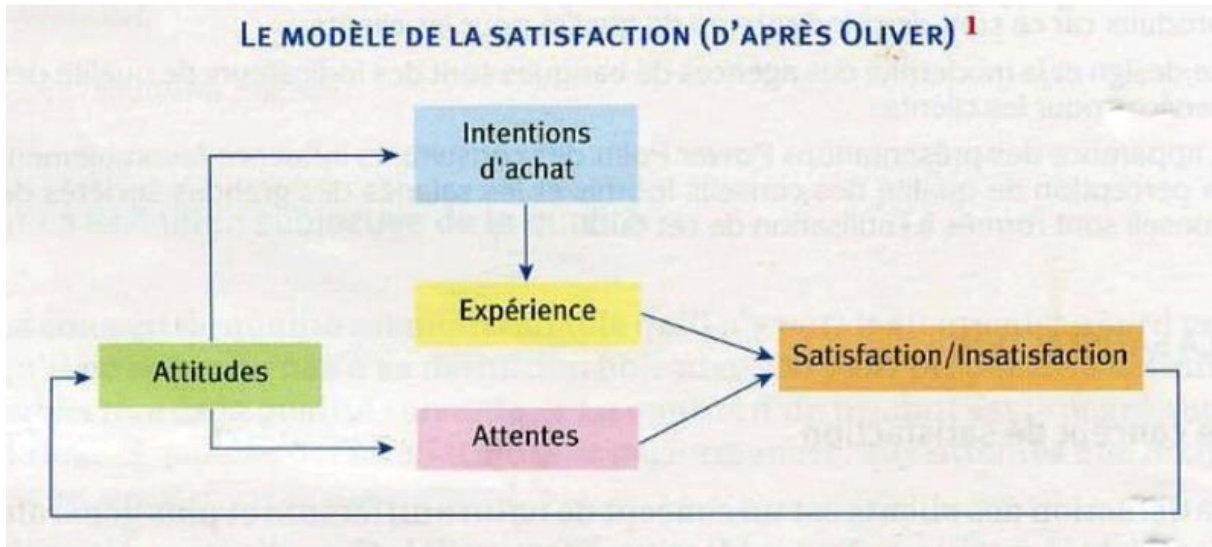 LE MODÈLE DE LA SATISFACTION (D'APRÈS OLIVER) 1
Intentions
d'achat
Expérience
Attitudes
Satisfaction/Insatisfaction
Attentes